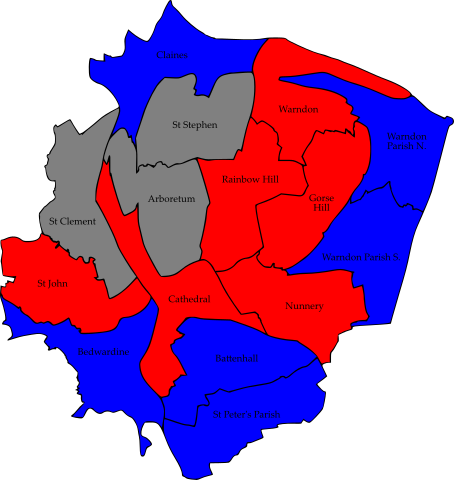 Claines
Warndon
St Stephen
Warndon
Parish N.
Rainbow Hill
Arboretum
Gorse
Hill
St Clement
Warndon Parish S.
St John
Cathedral
Nunnery
Bedwardine
Battenhall
St Peter's Parish